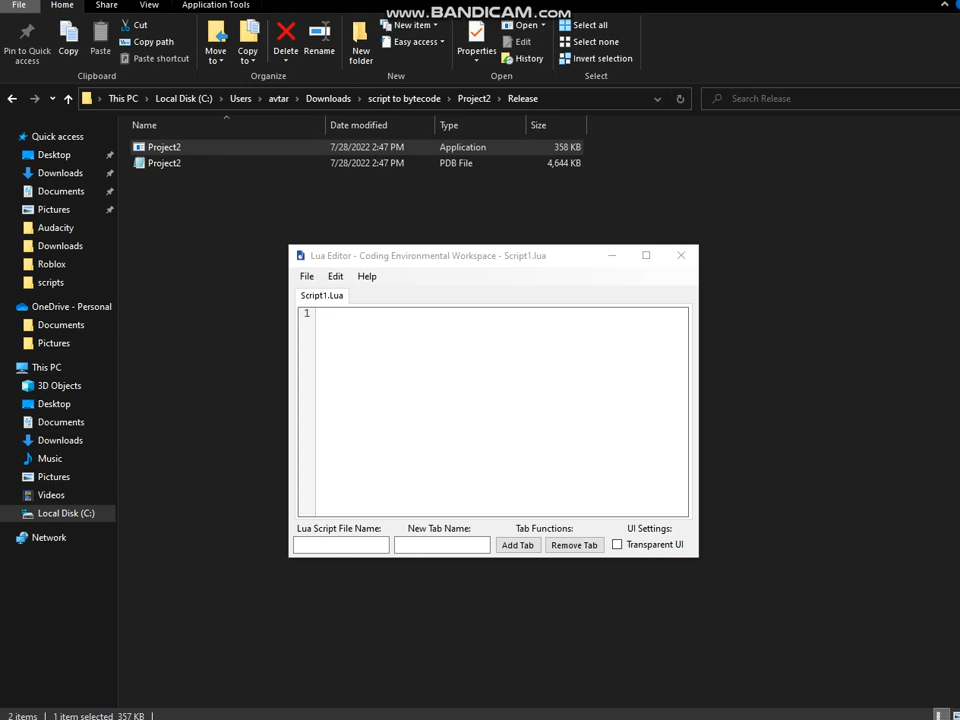 www.BANDICAM.com
File Home Share View Application Tools
Pin to Quick access
Copy
Paste
Cut
Copy path
Paste shortcut
Clipboard
Move to
Copy to
Delete
Rename
Organize
New folder
New item
Easy access
New
Properties
Open
Edit
History
Open
Select all
Select none
Invert selection
Select
This PC > Local Disk (C:) > Users > avtar > Downloads > script to bytecode > Project2 > Release
Search Release
Name Date modified Type Size
Project2 7/28/2022 2:47 PM Application 358 KB
Project2 7/28/2022 2:47 PM PDB File 4,644 KB
Quick access
Desktop
Downloads
Documents
Pictures
Audacity
Downloads
Roblox
scripts
OneDrive - Personal
Documents
Pictures
This PC
3D Objects
Desktop
Documents
Downloads
Music
Pictures
Videos
Local Disk (C:)
Network
Lua Editor - Coding Environmental Workspace - Script1.lua
File Edit Help
Script1.Lua
1
Lua Script File Name: New Tab Name: Tab Functions: UI Settings:
Add Tab Remove Tab Transparent UI
2 items 1 item selected 357 KB